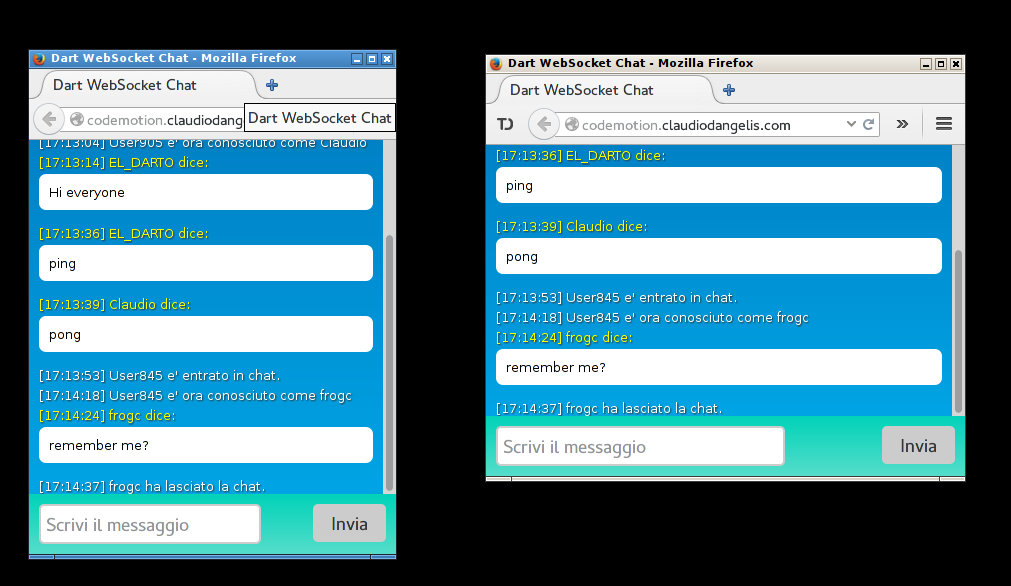 Dart WebSocket Chat - Mozilla Firefox
Dart WebSocket Chat
codemotion.claudiodang
Dart WebSocket Chat
[17:13:04] User905 e' ora conosciuto come Claudio
[17:13:14] EL_DARTO dice:
Hi everyone
[17:13:36] EL_DARTO dice:
ping
[17:13:39] Claudio dice:
pong
[17:13:53] User845 e' entrato in chat.
[17:14:18] User845 e' ora conosciuto come frogc
[17:14:24] frogc dice:
remember me?
[17:14:37] frogc ha lasciato la chat.
Scrivi il messaggio
Invia
Dart WebSocket Chat - Mozilla Firefox
Dart WebSocket Chat
codemotion.claudiodangelis.com
[17:13:36] EL_DARTO dice:
ping
[17:13:39] Claudio dice:
pong
[17:13:53] User845 e' entrato in chat.
[17:14:18] User845 e' ora conosciuto come frogc
[17:14:24] frogc dice:
remember me?
[17:14:37] frogc ha lasciato la chat.
Scrivi il messaggio
Invia